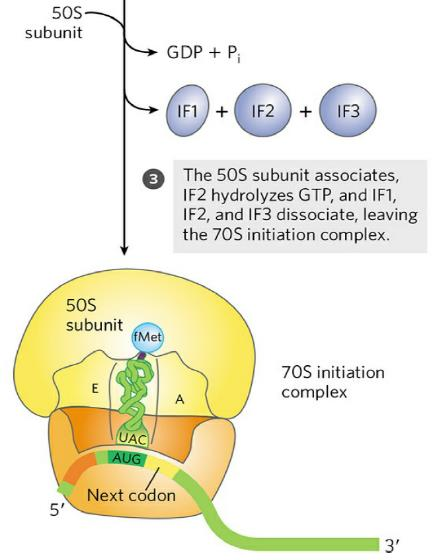 50S
subunit
GDP + Pi
IF1 + IF2 + IF3
3
The 50S subunit associates,
IF2 hydrolyzes GTP, and IF1,
IF2, and IF3 dissociate, leaving
the 70S initiation complex.
50S
subunit
fMet
70S initiation
complex
E
A
UAC
AUG
Next codon
5′
3′